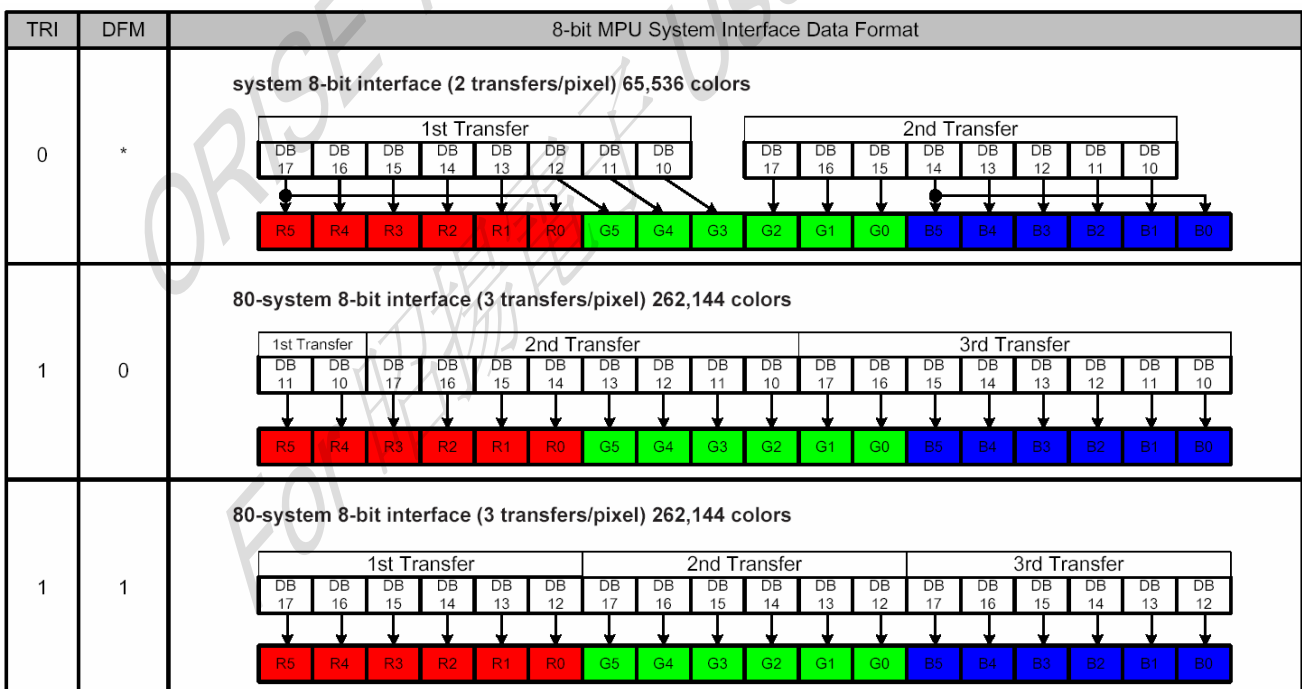 TRI DFM 8-bit MPU System Interface Data Format
system 8-bit interface (2 transfers/pixel) 65,536 colors
1st Transfer 2nd Transfer
0 *
DB DB DB DB DB DB DB DB DB DB DB DB DB DB DB DB
17 16 15 14 13 12 11 10 17 16 15 14 13 12 11 10
R5 R4 R3 R2 R1 R0 G5 G4 G3 G2 G1 G0 B5 B4 B3 B2 B1 B0
80-system 8-bit interface (3 transfers/pixel) 262,144 colors
1st Transfer 2nd Transfer 3rd Transfer
1 0
DB DB DB DB DB DB DB DB DB DB DB DB DB DB DB DB DB DB
11 10 17 16 15 14 13 12 11 10 17 16 15 14 13 12 11 10
R5 R4 R3 R2 R1 R0 G5 G4 G3 G2 G1 G0 B5 B4 B3 B2 B1 B0
80-system 8-bit interface (3 transfers/pixel) 262,144 colors
1st Transfer 2nd Transfer 3rd Transfer
1 1
DB DB DB DB DB DB DB DB DB DB DB DB DB DB DB DB DB DB
17 16 15 14 13 12 17 16 15 14 13 12 17 16 15 14 13 12
R5 R4 R3 R2 R1 R0 G5 G4 G3 G2 G1 G0 B5 B4 B3 B2 B1 B0
ORISE
For